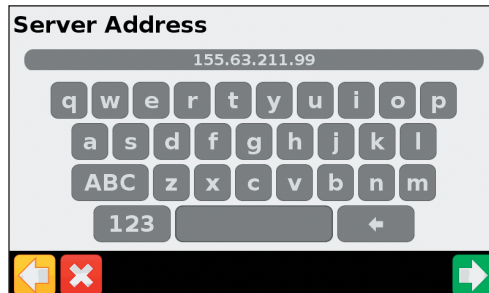 Server Address
155.63.211.99
q w e r t y u i o p
a s d f g h j k l
ABC z x c v b n m
123